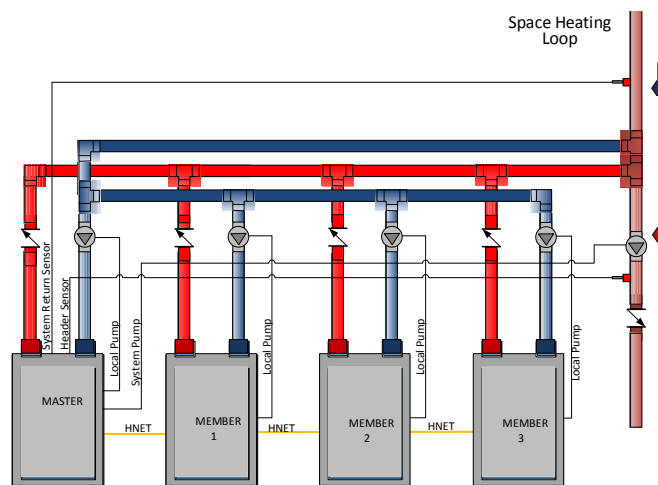 Space Heating
Loop
System Return Sensor
Header Sensor
Local Pump
System Pump
Local Pump
Local Pump
Local Pump
MASTER
MEMBER
1
MEMBER
2
MEMBER
3
HNET
HNET
HNET